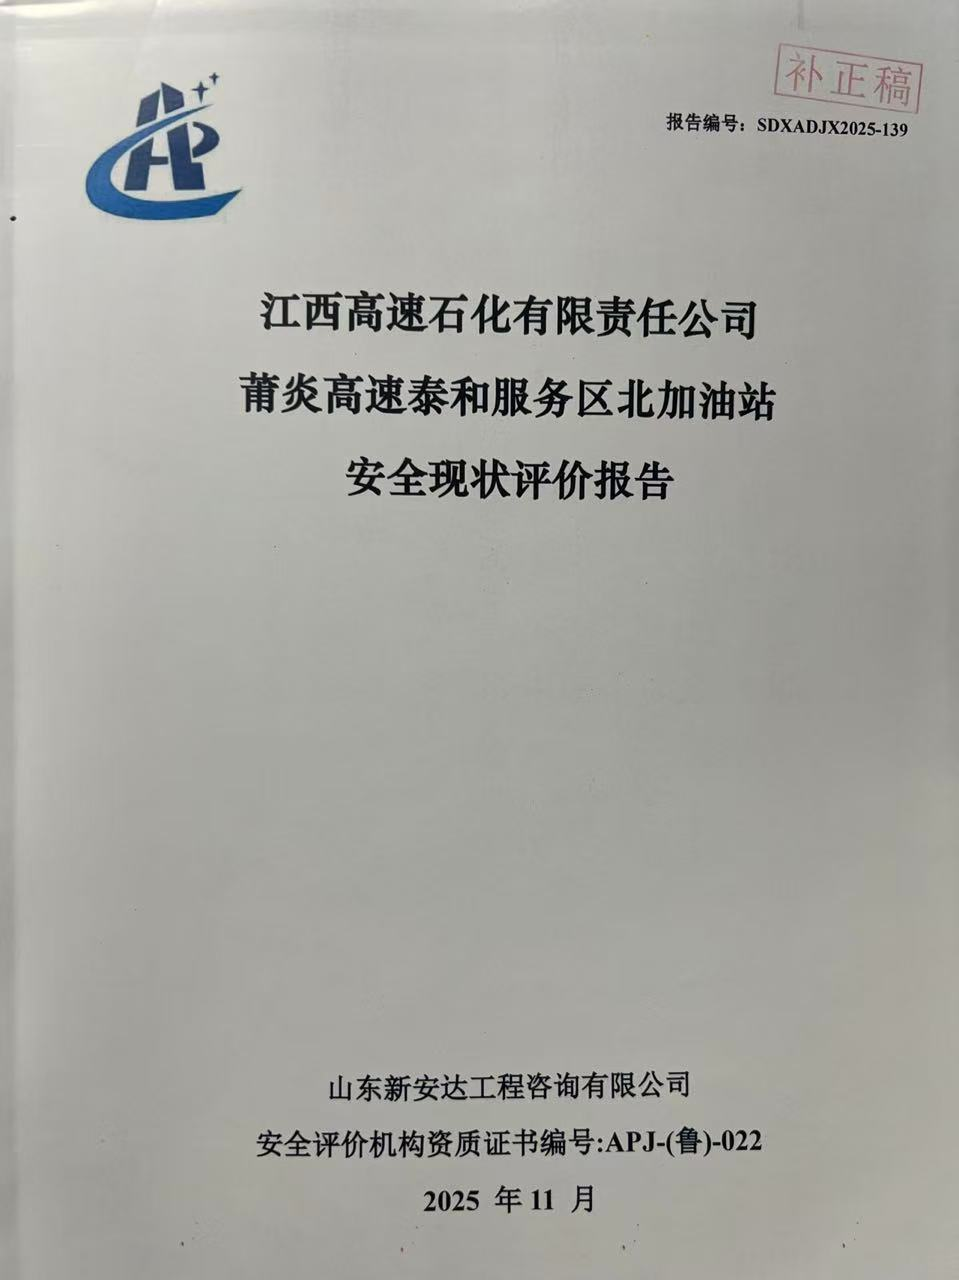 补正稿
报告编号：SDXADJX2025-139
江西高速石化有限责任公司
莆炎高速泰和服务区北加油站
安全现状评价报告
山东新安达工程咨询有限公司
安全评价机构资质证书编号:APJ-(鲁)-022
2025 年 11 月